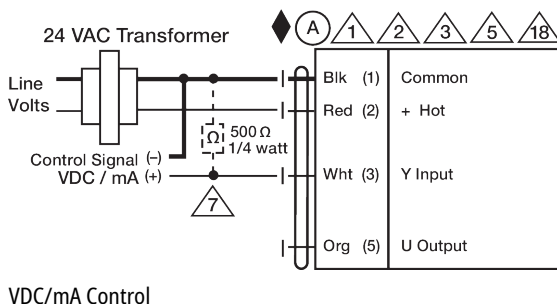 24 VAC Transformer
A 1 2 3 5 18
Line
Volts
Blk (1) Common
Red (2) + Hot
Ω 500 Ω
1/4 watt
Control Signal (-)
VDC / mA (+)
Wht (3) Y Input
7
Org (5) U Output
VDC/mA Control